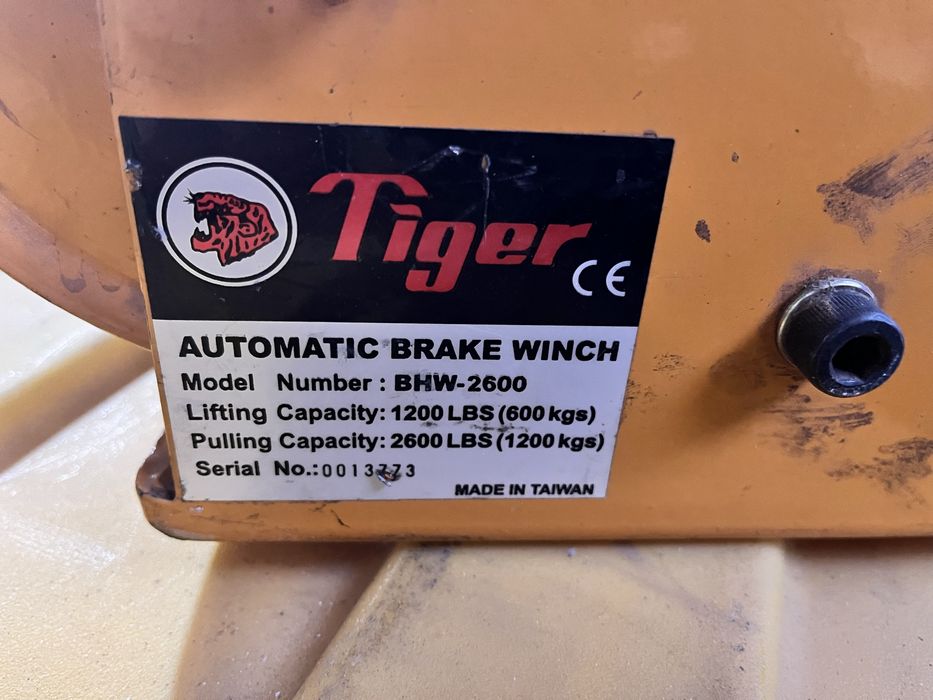 Tiger
CE
AUTOMATIC BRAKE WINCH
Model Number : BHW-2600
Lifting Capacity: 1200 LBS (600 kgs)
Pulling Capacity: 2600 LBS (1200 kgs)
Serial No.: 0013773
MADE IN TAIWAN